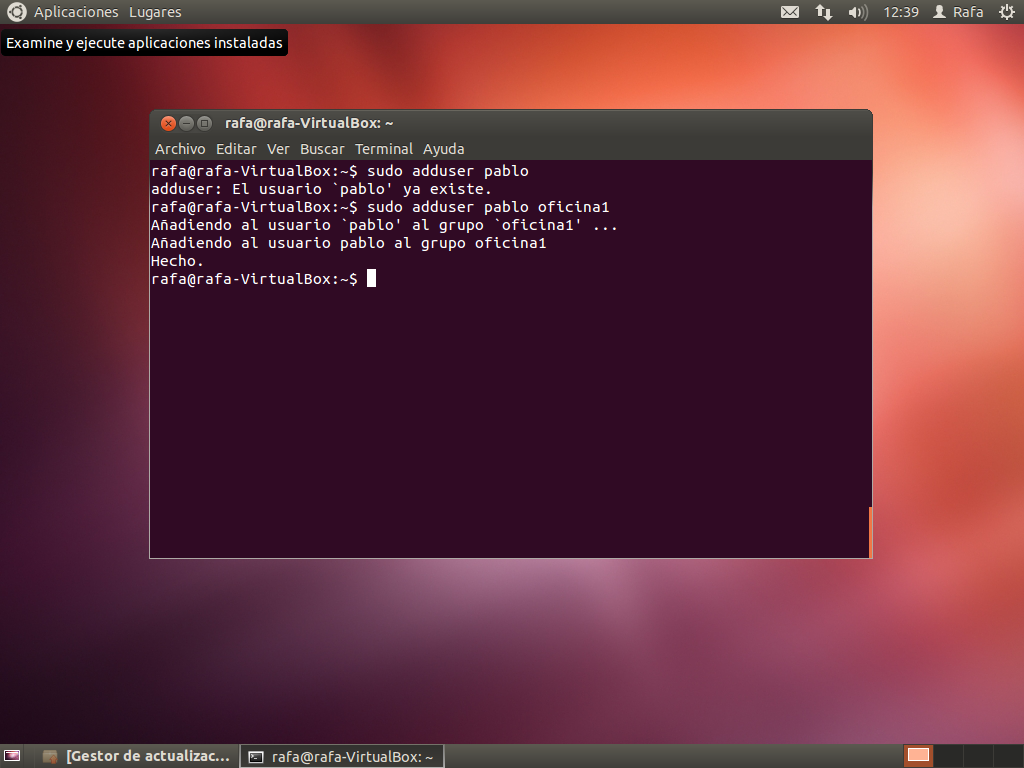 Aplicaciones Lugares 12:39 Rafa
Examine y ejecute aplicaciones instaladas
rafa@rafa-VirtualBox: ~
Archivo Editar Ver Buscar Terminal Ayuda
rafa@rafa-VirtualBox:~$ sudo adduser pablo
adduser: El usuario `pablo' ya existe.
rafa@rafa-VirtualBox:~$ sudo adduser pablo oficina1
Añadiendo al usuario `pablo' al grupo `oficina1' ...
Añadiendo al usuario pablo al grupo oficina1
Hecho.
rafa@rafa-VirtualBox:~$
[Gestor de actualizac... rafa@rafa-VirtualBox: ~